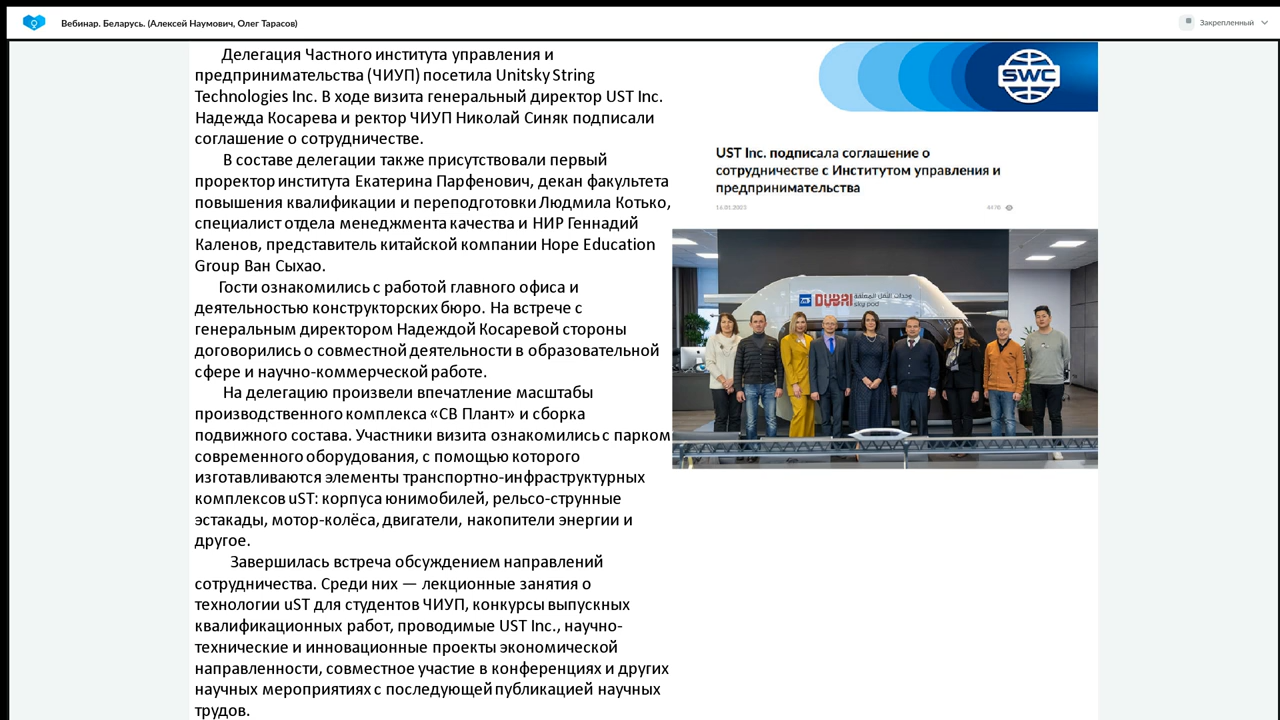 Вебинар. Беларусь. (Алексей Наумович, Олег Тарасов)
Закрепленный
Делегация Частного института управления и
предпринимательства (ЧИУП) посетила Unitsky String
Technologies Inc. В ходе визита генеральный директор UST Inc.
Надежда Косарева и ректор ЧИУП Николай Синяк подписали
соглашение о сотрудничестве.
В составе делегации также присутствовали первый
проректор института Екатерина Парфенович, декан факультета
повышения квалификации и переподготовки Людмила Котько,
специалист отдела менеджмента качества и НИР Геннадий
Каленов, представитель китайской компании Hope Education
Group Ван Сыхао.
Гости ознакомились с работой главного офиса и
деятельностью конструкторских бюро. На встрече с
генеральным директором Надеждой Косаревой стороны
договорились о совместной деятельности в образовательной
сфере и научно-коммерческой работе.
На делегацию произвели впечатление масштабы
производственного комплекса «СВ Плант» и сборка
подвижного состава. Участники визита ознакомились с парком
современного оборудования, с помощью которого
изготавливаются элементы транспортно-инфраструктурных
комплексов uST: корпуса юнимобилей, рельсо-струнные
эстакады, мотор-колёса, двигатели, накопители энергии и
другое.
Завершилась встреча обсуждением направлений
сотрудничества. Среди них — лекционные занятия о
технологии uST для студентов ЧИУП, конкурсы выпускных
квалификационных работ, проводимые UST Inc., научно-
технические и инновационные проекты экономической
направленности, совместное участие в конференциях и других
научных мероприятиях с последующей публикацией научных
трудов.
SWC
UST Inc. подписала соглашение о
сотрудничестве с Институтом управления и
предпринимательства
DUBAI
sky pod